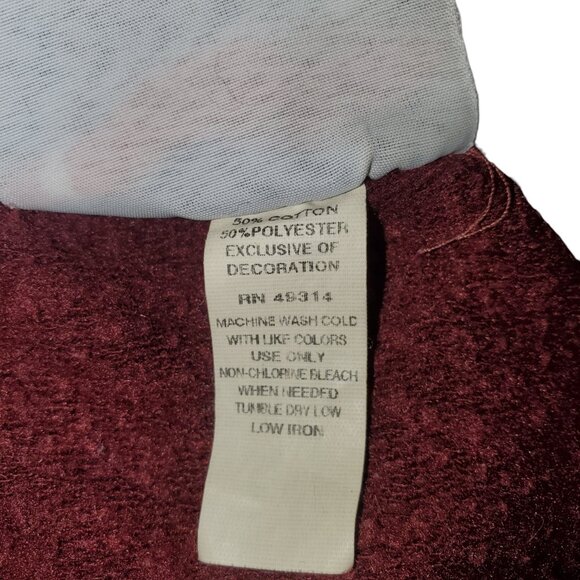 50% COTTON
50% POLYESTER
EXCLUSIVE OF
DECORATION
RN 49314
MACHINE WASH COLD
WITH LIKE COLORS
USE ONLY
NON-CHLORINE BLEACH
WHEN NEEDED
TUMBLE DRY LOW
LOW IRON